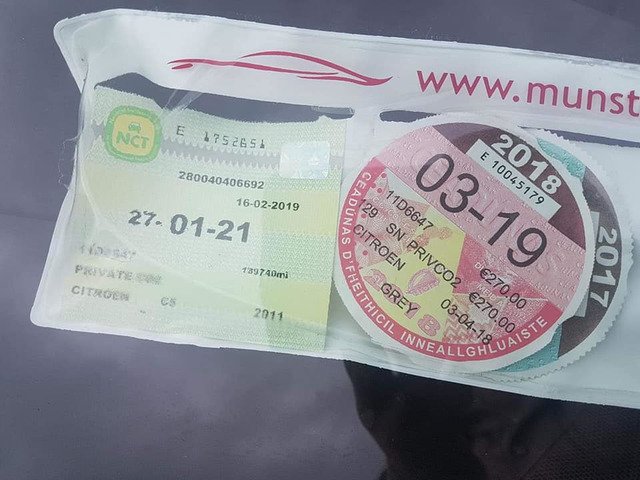 www.munst
NCT
E 1752651
280040406692
16-02-2019
27-01-21
PRIVATE
139740mi
CITROEN C5
2011
2018
E 10045179
03-19
11D6647
129 SN PRIVCO2 €270.00
CITROEN €270.00
GREY 03-04-18
8
CEADÚNAS D'FHEITHICIL INNEALLGHLUAISTE
2017